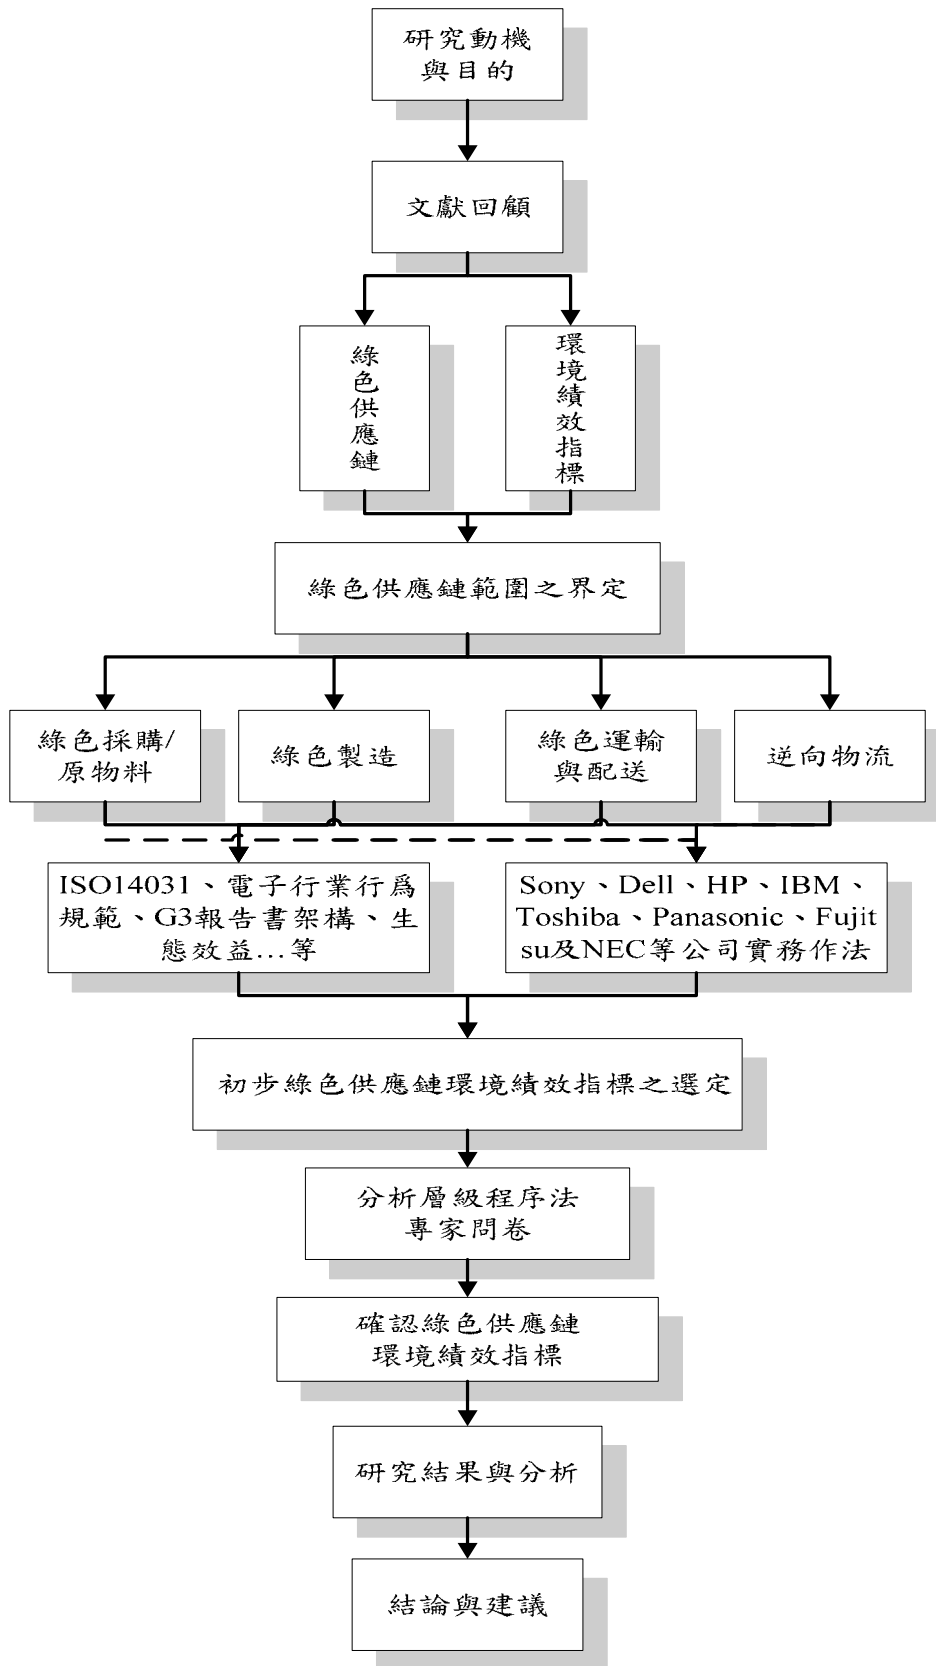 研究動機
與目的
文獻回顧
綠色供應鏈
環境績效指標
綠色供應鏈範圍之界定
綠色採購/
原物料
綠色製造
綠色運輸
與配送
逆向物流
ISO14031、電子行業行爲
規範、G3報告書架構、生
態效益...等
Sony、Dell、HP、IBM、
Toshiba、Panasonic、Fujit
su及NEC等公司實務作法
初步綠色供應鏈環境績效指標之選定
分析層級程序法
專家問卷
確認綠色供應鏈
環境績效指標
研究結果與分析
結論與建議